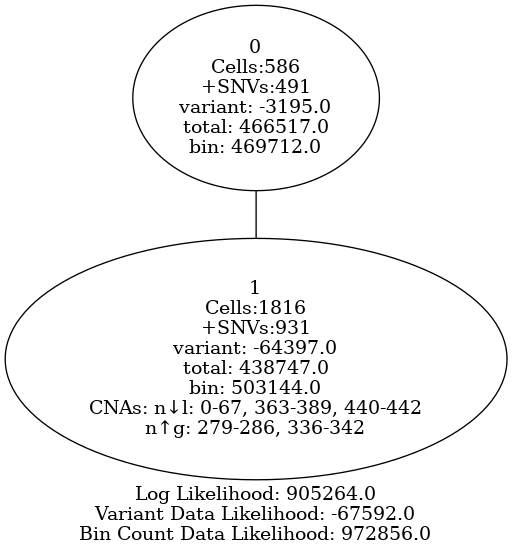 0
Cells:586
+SNVs:491
variant: -3195.0
total: 466517.0
bin: 469712.0
1
Cells:1816
+SNVs:931
variant: -64397.0
total: 438747.0
bin: 503144.0
CNAs: n↓l: 0-67, 363-389, 440-442
n↑g: 279-286, 336-342
Log Likelihood: 905264.0
Variant Data Likelihood: -67592.0
Bin Count Data Likelihood: 972856.0